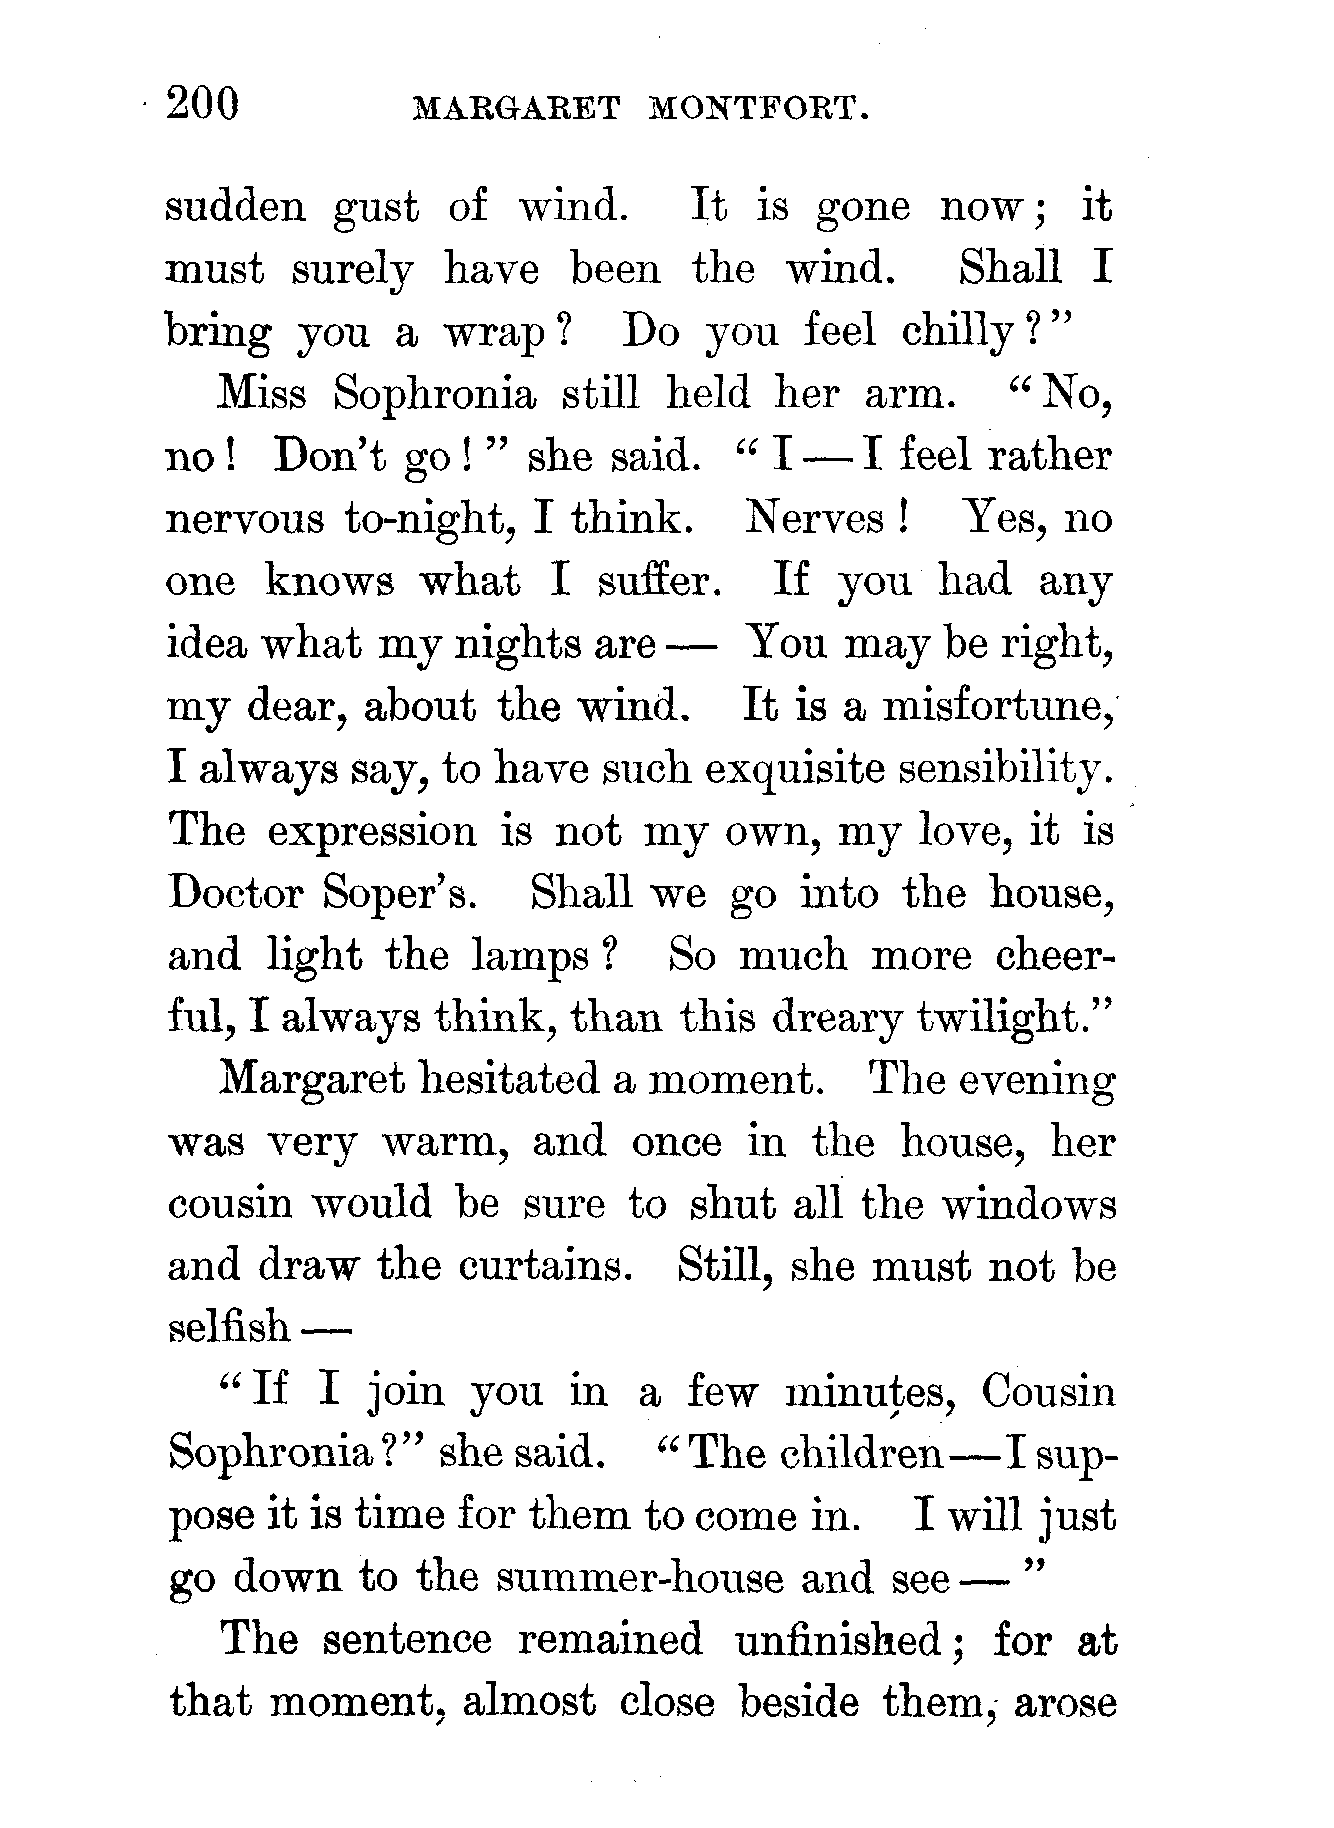 200 MARGARET MONTFORT.
sudden gust of wind. It is gone now; it
must surely have been the wind. Shall I
bring you a wrap? Do you feel chilly?"
Miss Sophronia still held her arm. "No,
no! Don't go!" she said. "I—I feel rather
nervous to-night, I think. Nerves! Yes, no
one knows what I suffer. If you had any
idea what my nights are— You may be right,
my dear, about the wind. It is a misfortune,
I always say, to have such exquisite sensibility.
The expression is not my own, my love, it is
Doctor Soper's. Shall we go into the house,
and light the lamps? So much more cheer-
ful, I always think, than this dreary twilight."
Margaret hesitated a moment. The evening
was very warm, and once in the house, her
cousin would be sure to shut all the windows
and draw the curtains. Still, she must not be
selfish—
"If I join you in a few minutes, Cousin
Sophronia?" she said. "The children—I sup-
pose it is time for them to come in. I will just
go down to the summer-house and see—"
The sentence remained unfinished; for at
that moment, almost close beside them, arose